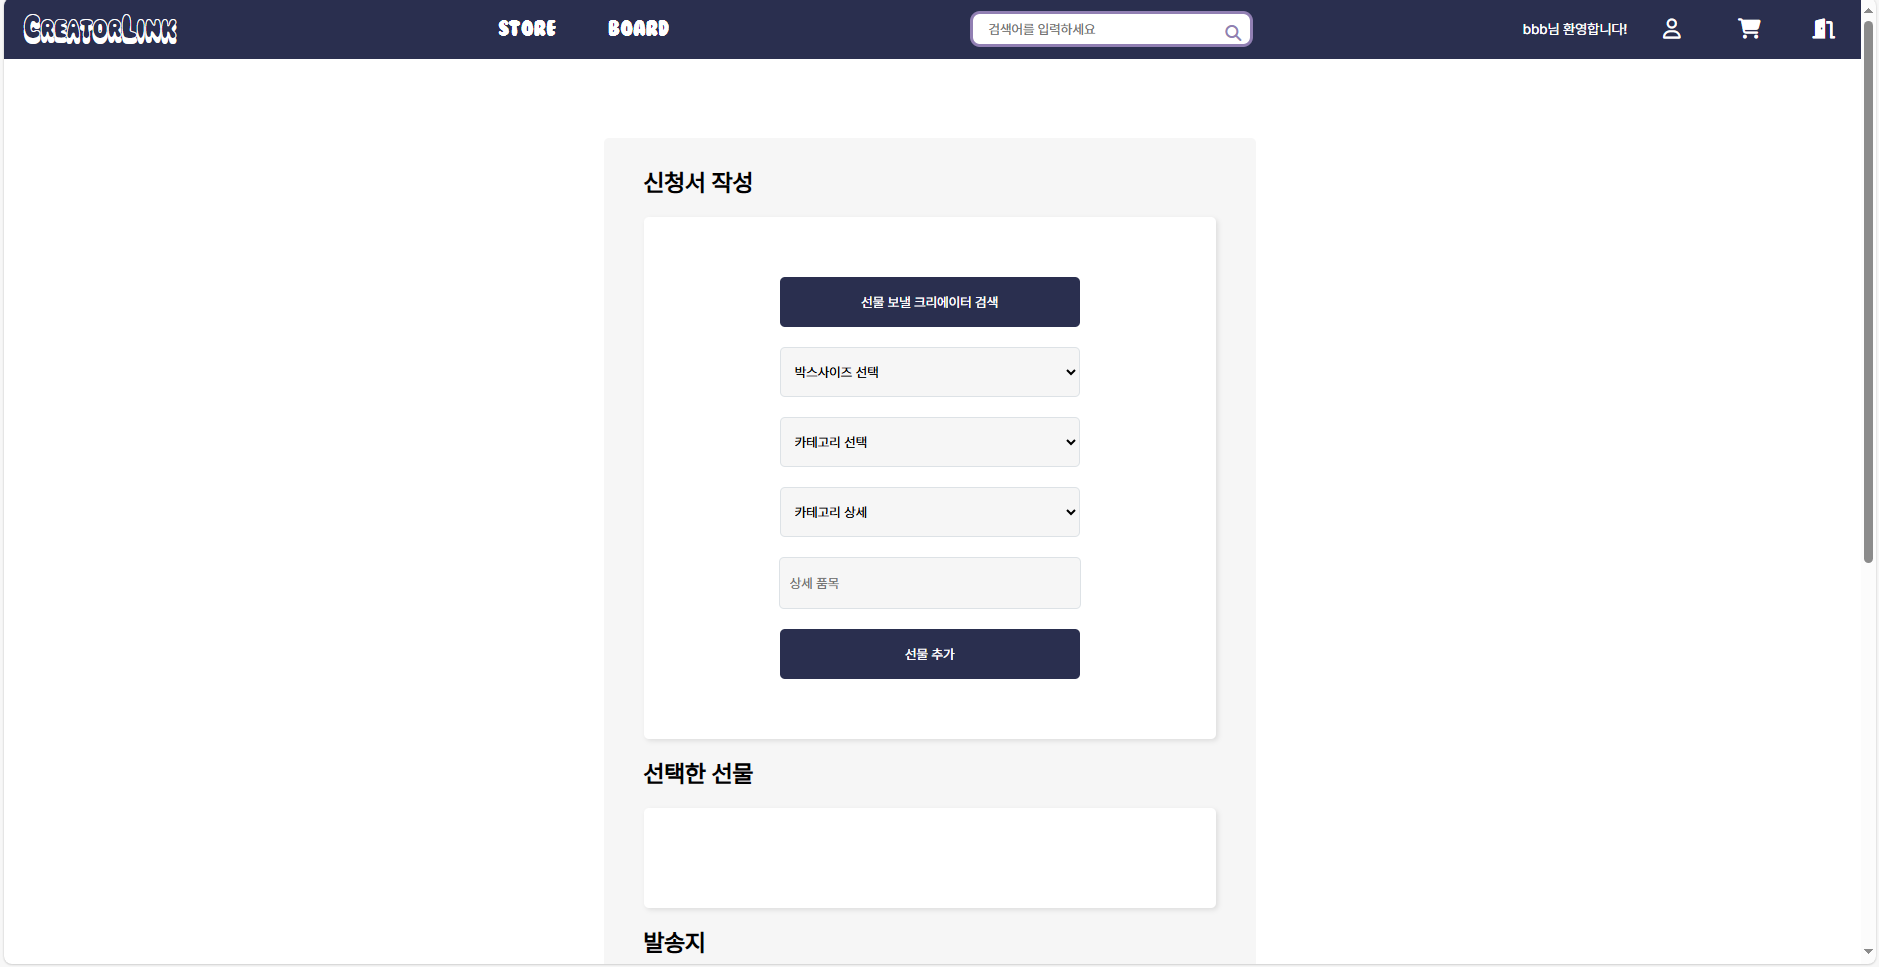 CREATORLINK
STORE
BOARD
검색어를 입력하세요
bbb님 환영합니다!
신청서 작성
선물 보낼 크리에이터 검색
박스사이즈 선택
카테고리 선택
카테고리 상세
상세 품목
선물 추가
선택한 선물
발송지